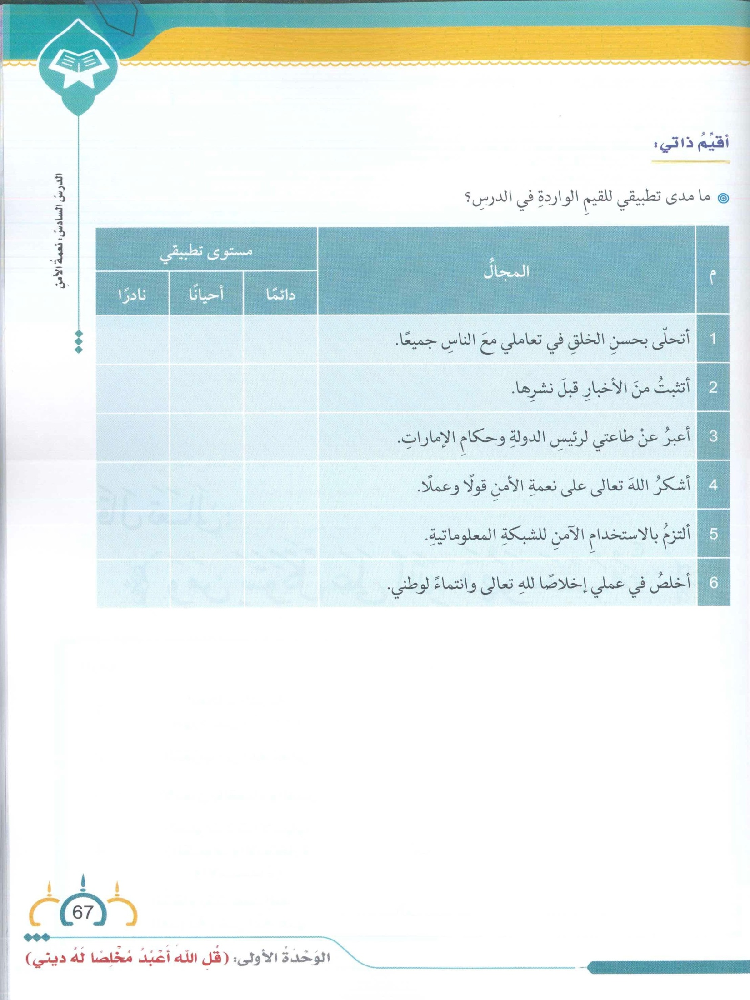 أقيِّمُ ذاتي:
ما مدى تطبيقي للقيمِ الواردةِ في الدرسِ؟
م
المجالُ
مستوى تطبيقي
دائمًا
أحيانًا
نادرًا
1 أتحلّى بحسنِ الخلقِ في تعاملي معَ الناسِ جميعًا.
2 أتثبتُ منَ الأخبارِ قبلَ نشرِها.
3 أعبرُ عنْ طاعتي لرئيسِ الدولةِ وحكامِ الإماراتِ.
4 أشكرُ اللهَ تعالى على نعمةِ الأمنِ قولًا وعملًا.
5 ألتزمُ بالاستخدامِ الآمنِ للشبكةِ المعلوماتيةِ.
6 أخلصُ في عملي إخلاصًا للهِ تعالى وانتماءً لوطني.
الدرسُ السادسُ: نعمةُ الأمنِ
67
الوَحْدَةُ الأولى: (قُلِ اللّهَ أَعْبُدُ مُخْلِصًا لَهُ ديني)